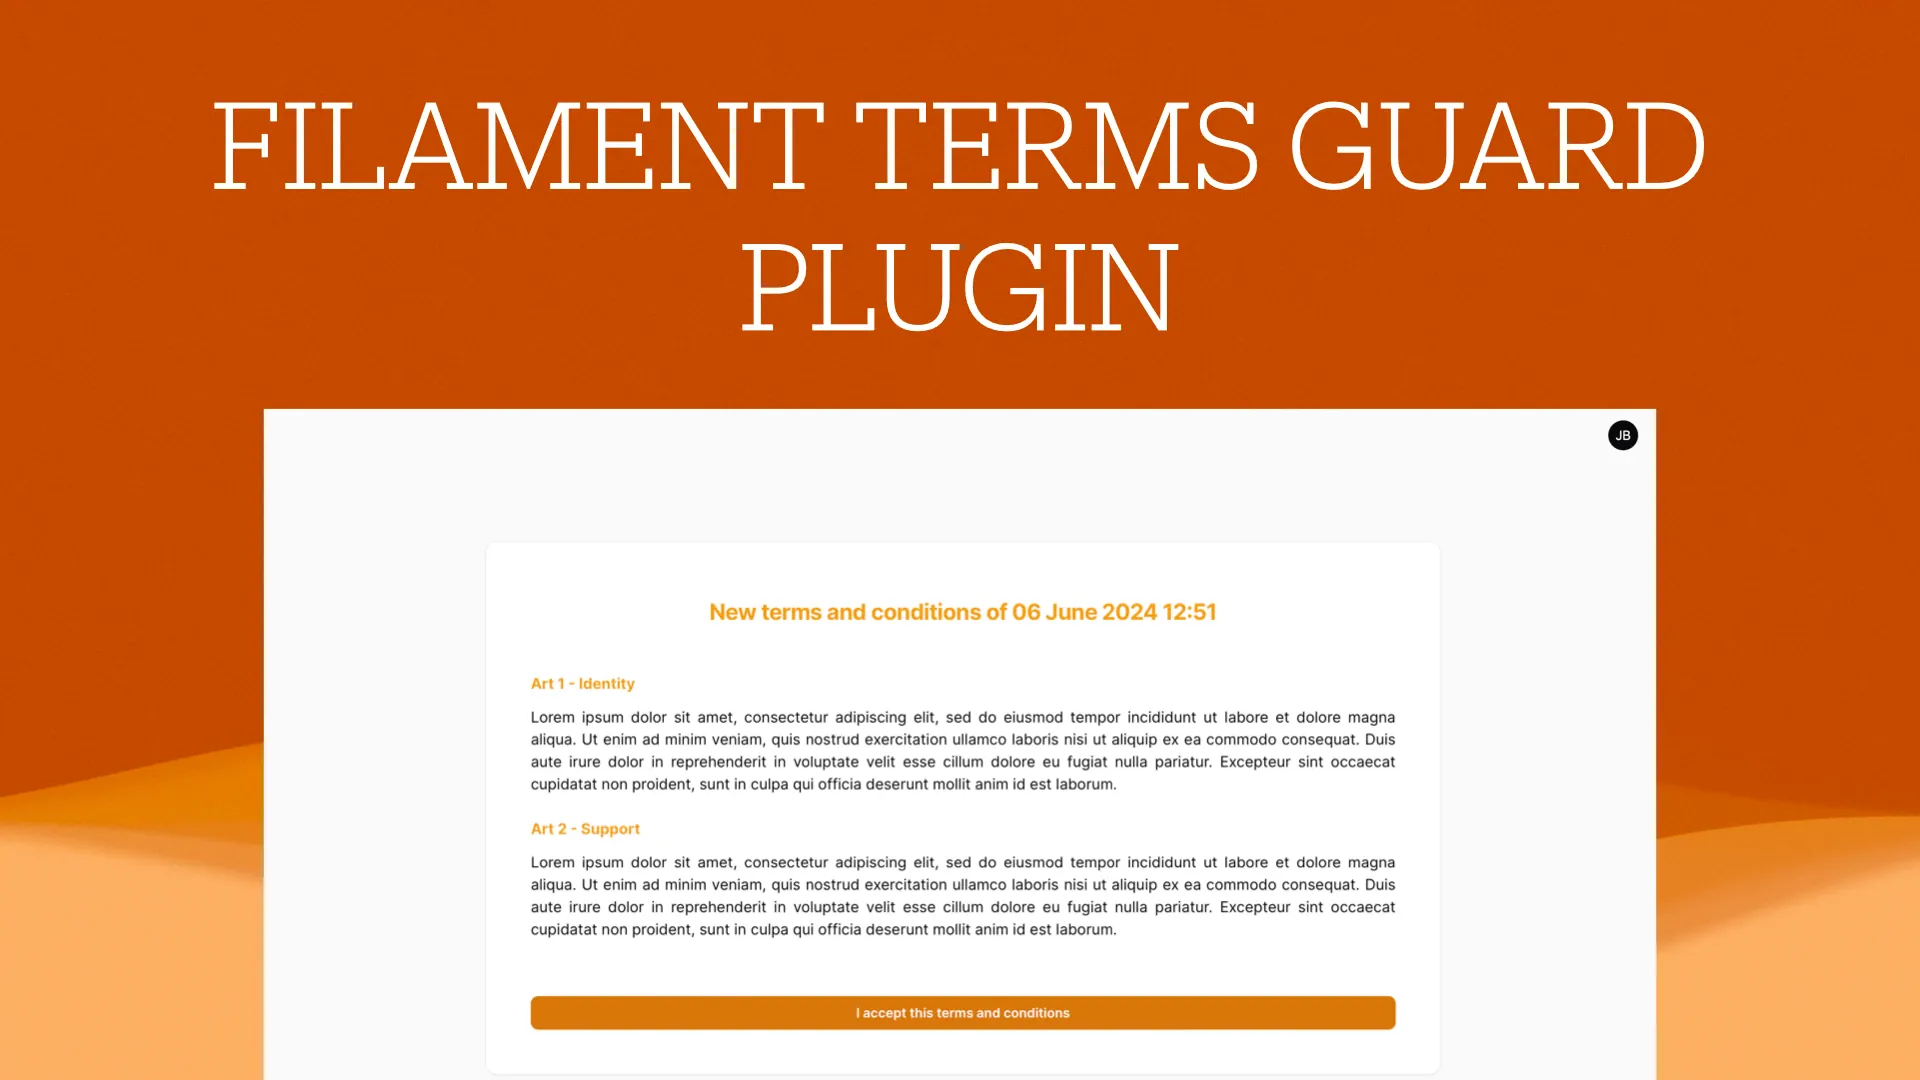 FILAMENT TERMS GUARD
PLUGIN
JB
New terms and conditions of 06 June 2024 12:51
Art 1 - Identity
Lorem ipsum dolor sit amet, consectetur adipiscing elit, sed do eiusmod tempor incididunt ut labore et dolore magna
aliqua. Ut enim ad minim veniam, quis nostrud exercitation ullamco laboris nisi ut aliquip ex ea commodo consequat. Duis
aute irure dolor in reprehenderit in voluptate velit esse cillum dolore eu fugiat nulla pariatur. Excepteur sint occaecat
cupidatat non proident, sunt in culpa qui officia deserunt mollit anim id est laborum.
Art 2 - Support
Lorem ipsum dolor sit amet, consectetur adipiscing elit, sed do eiusmod tempor incididunt ut labore et dolore magna
aliqua. Ut enim ad minim veniam, quis nostrud exercitation ullamco laboris nisi ut aliquip ex ea commodo consequat. Duis
aute irure dolor in reprehenderit in voluptate velit esse cillum dolore eu fugiat nulla pariatur. Excepteur sint occaecat
cupidatat non proident, sunt in culpa qui officia deserunt mollit anim id est laborum.
I accept this terms and conditions